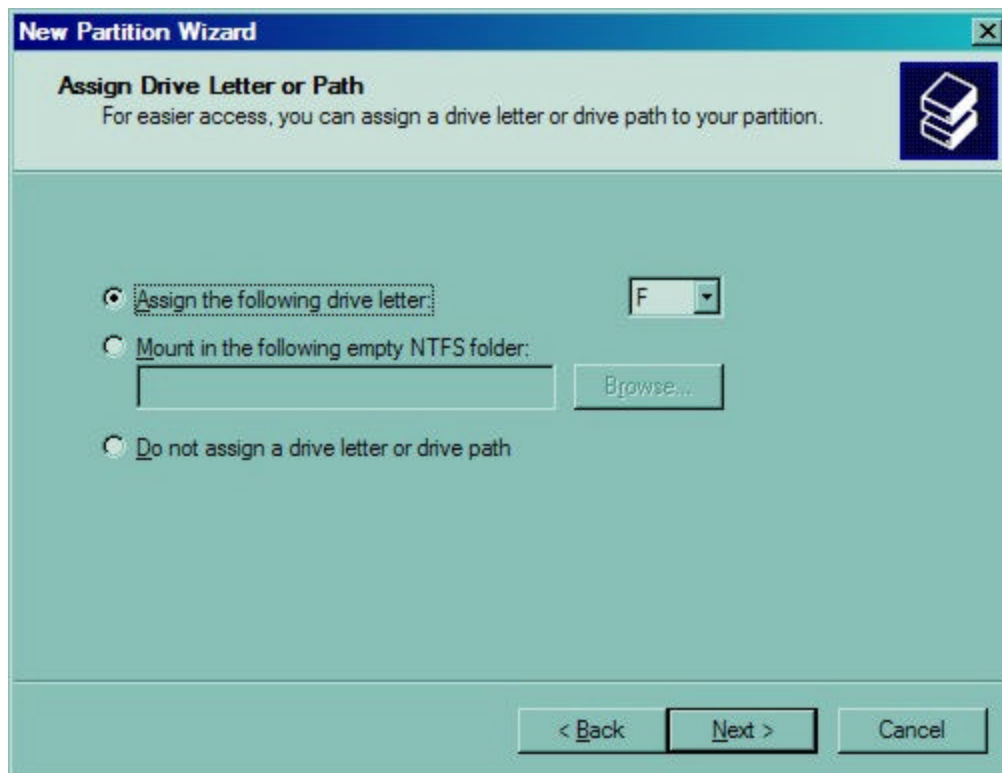 New Partition Wizard
Assign Drive Letter or Path
For easier access, you can assign a drive letter or drive path to your partition.
Assign the following drive letter:
F
Mount in the following empty NTFS folder:
Browse...
Do not assign a drive letter or drive path
< Back
Next >
Cancel